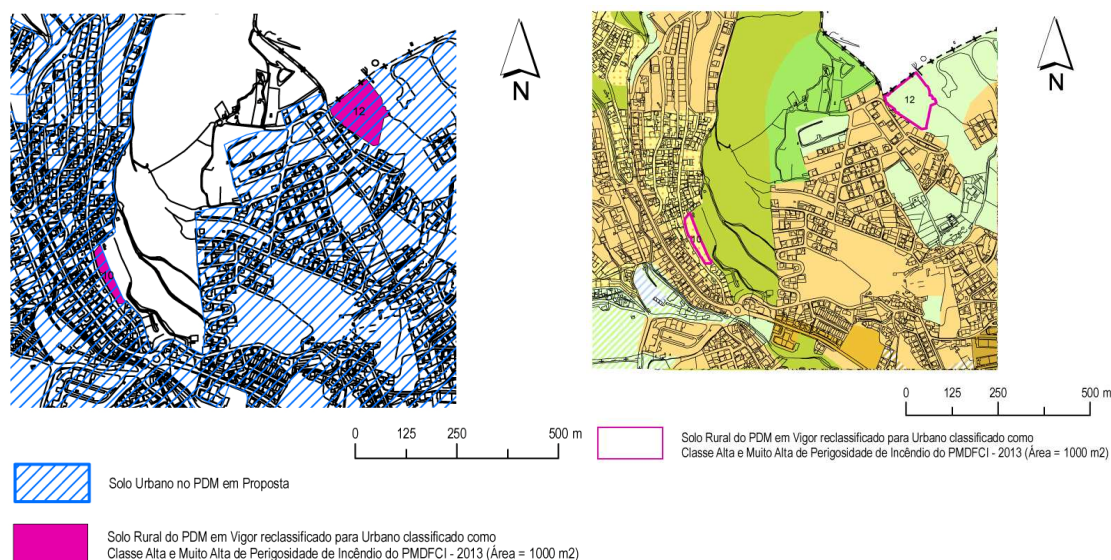 N
12
10
0 125 250 500 m
Solo Urbano no PDM em Proposta
Solo Rural do PDM em Vigor reclassificado para Urbano classificado como
Classe Alta e Muito Alta de Perigosidade de Incêndio do PMDFCI - 2013 (Área = 1000 m2)
N
12
10
0 125 250 500 m
Solo Rural do PDM em Vigor reclassificado para Urbano classificado como
Classe Alta e Muito Alta de Perigosidade de Incêndio do PMDFCI - 2013 (Área = 1000 m2)